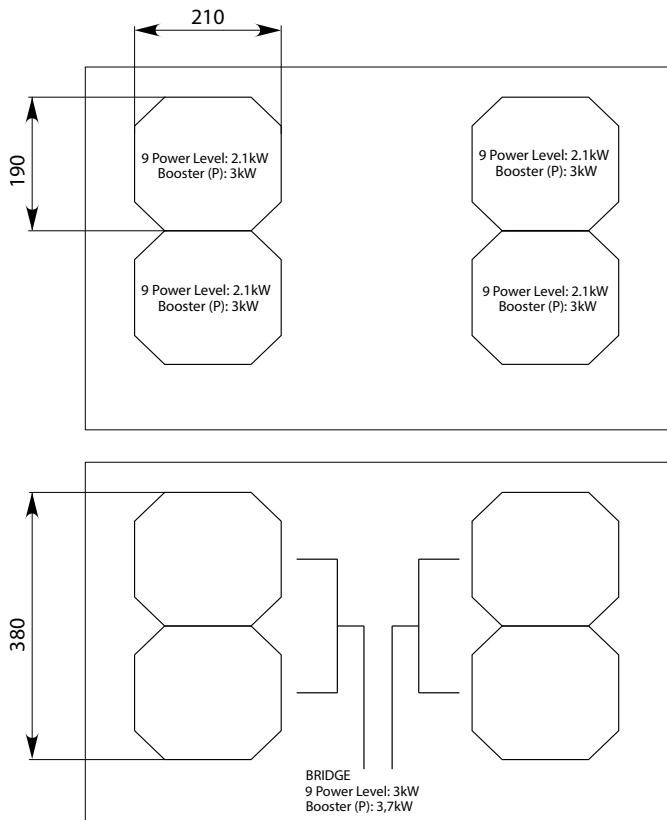 210
190
9 Power Level: 2.1kW
Booster (P): 3kW
9 Power Level: 2.1kW
Booster (P): 3kW
9 Power Level: 2.1kW
Booster (P): 3kW
9 Power Level: 2.1kW
Booster (P): 3kW
380
BRIDGE
9 Power Level: 3kW
Booster (P): 3,7kW